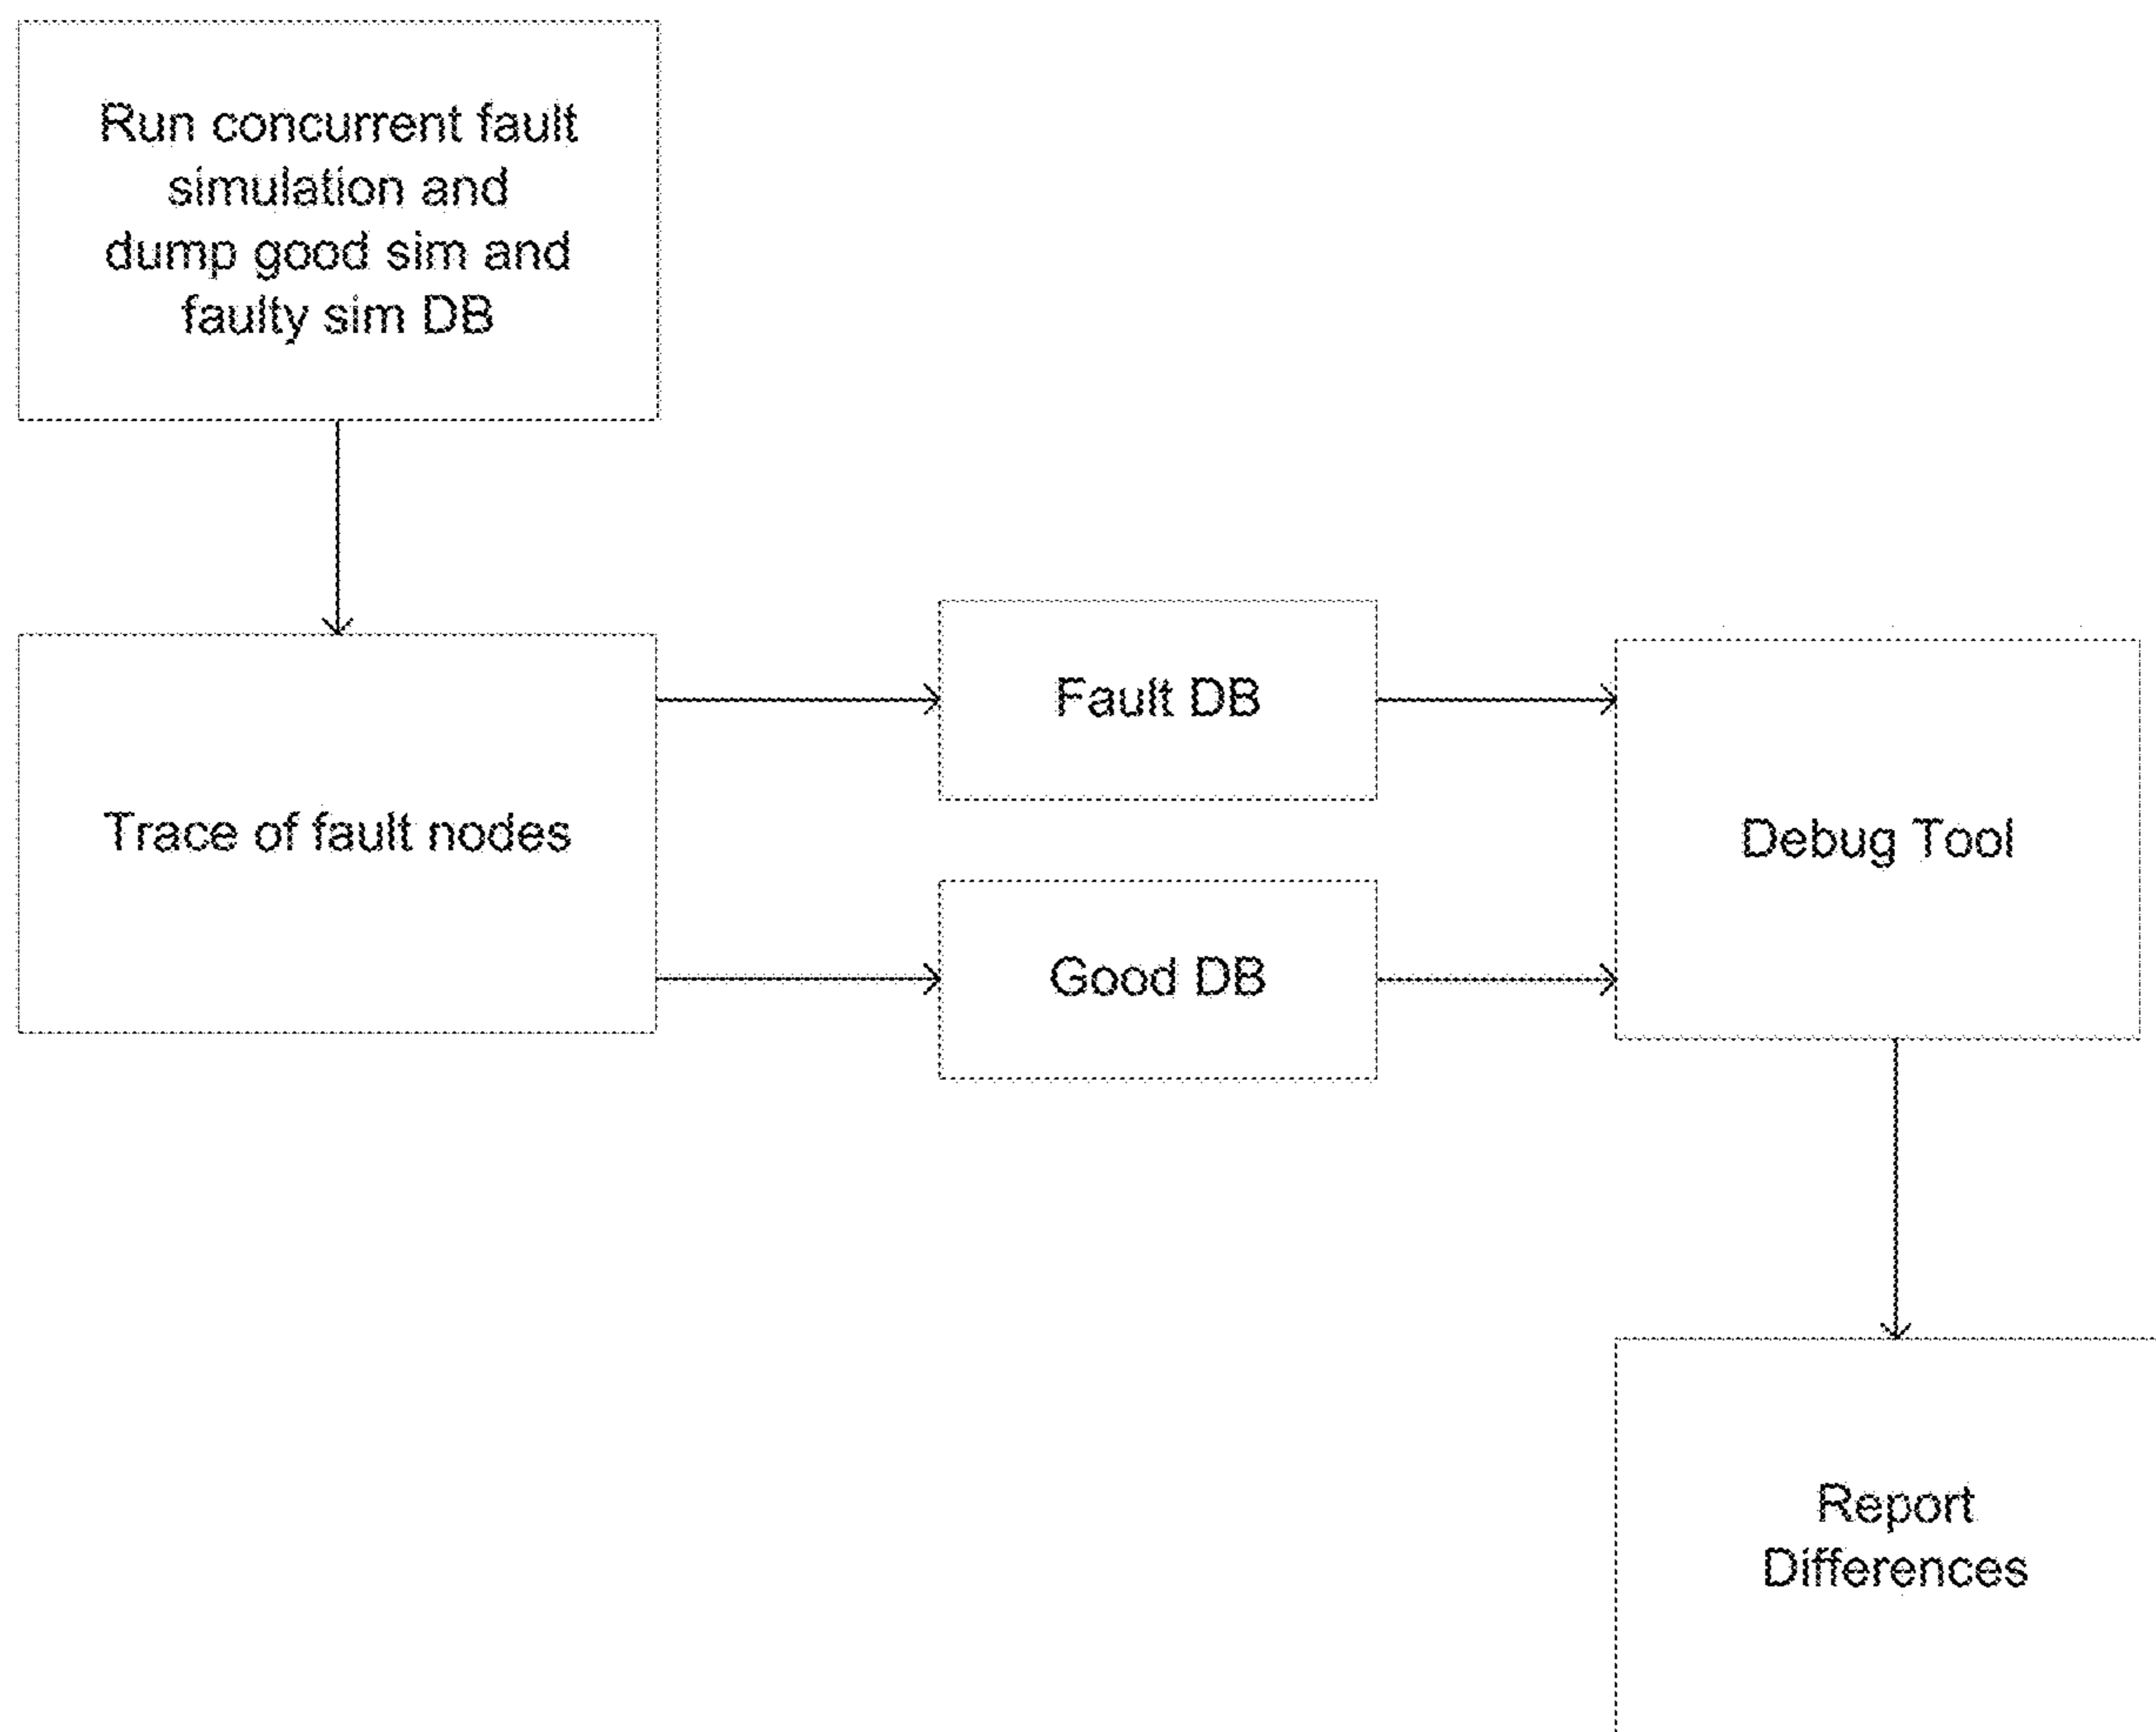 Run concurrent fault
simulation and
dump good sim and
faulty sim DB
Trace of fault nodes
Fault DB
Good DB
Debug Tool
Report
Differences